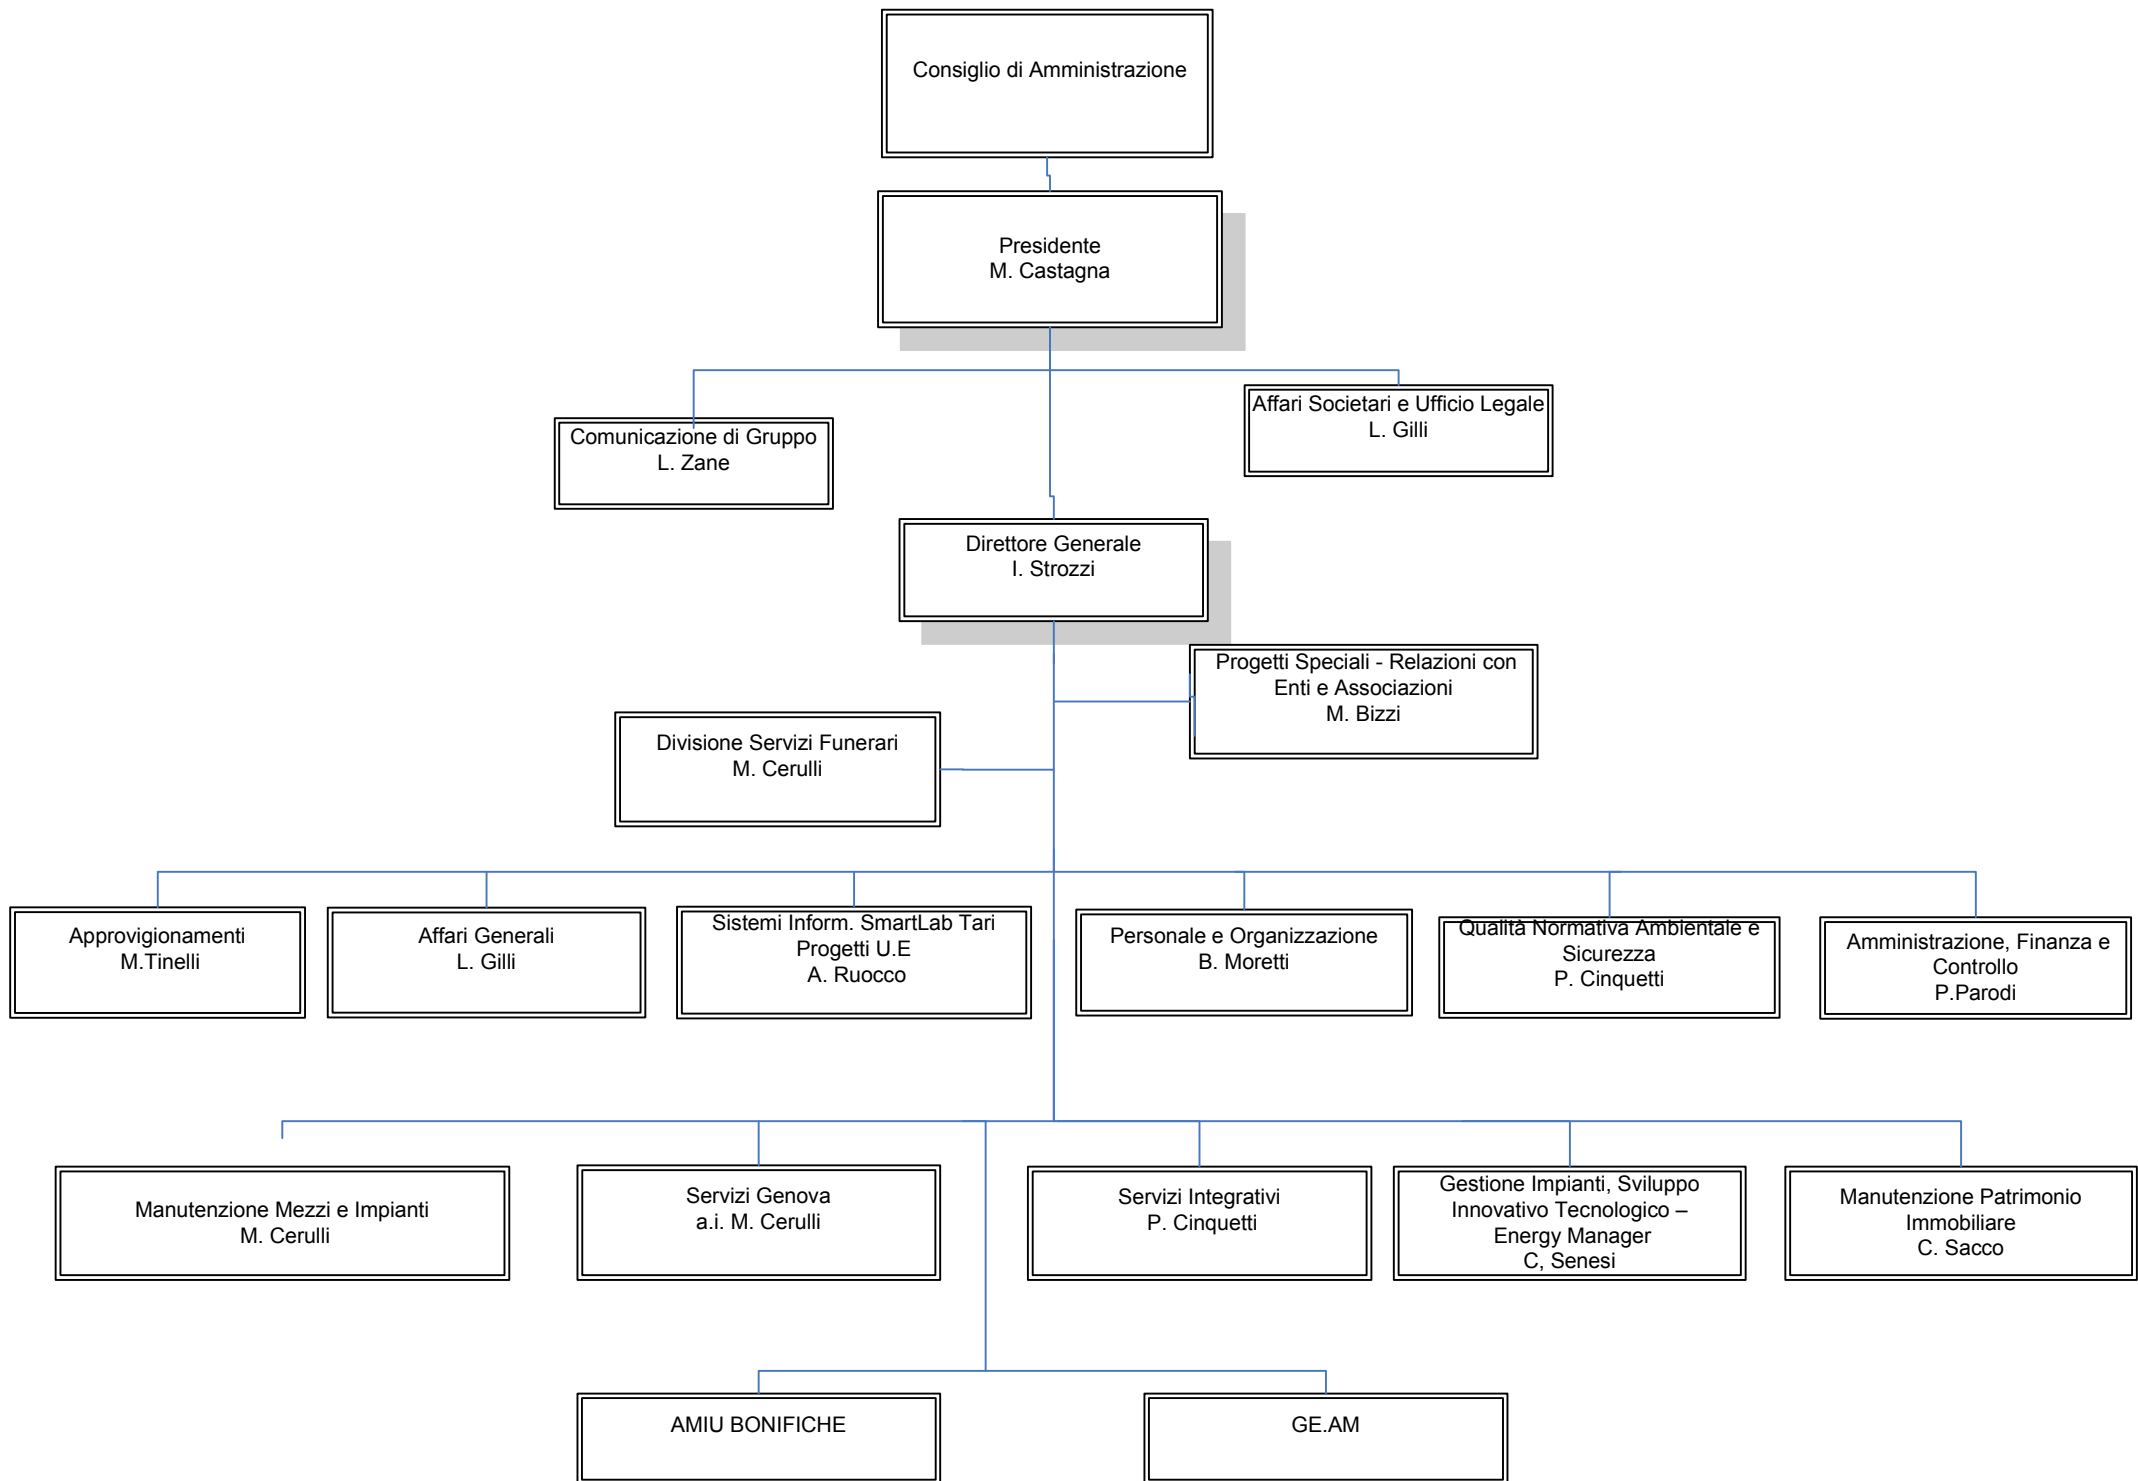 Consiglio di Amministrazione
Presidente
M. Castagna
Comunicazione di Gruppo
L. Zane
Affari Societari e Ufficio Legale
L. Gilli
Direttore Generale
I. Strozzi
Progetti Speciali - Relazioni con
Enti e Associazioni
M. Bizzi
Divisione Servizi Funerari
M. Cerulli
Approvigionamenti
M.Tinelli
Affari Generali
L. Gilli
Sistemi Inform. SmartLab Tari
Progetti U.E
A. Ruocco
Personale e Organizzazione
B. Moretti
Qualità Normativa Ambientale e
Sicurezza
P. Cinquetti
Amministrazione, Finanza e
Controllo
P.Parodi
Manutenzione Mezzi e Impianti
M. Cerulli
Servizi Genova
a.i. M. Cerulli
Servizi Integrativi
P. Cinquetti
Gestione Impianti, Sviluppo
Innovativo Tecnologico –
Energy Manager
C, Senesi
Manutenzione Patrimonio
Immobiliare
C. Sacco
AMIU BONIFICHE
GE.AM